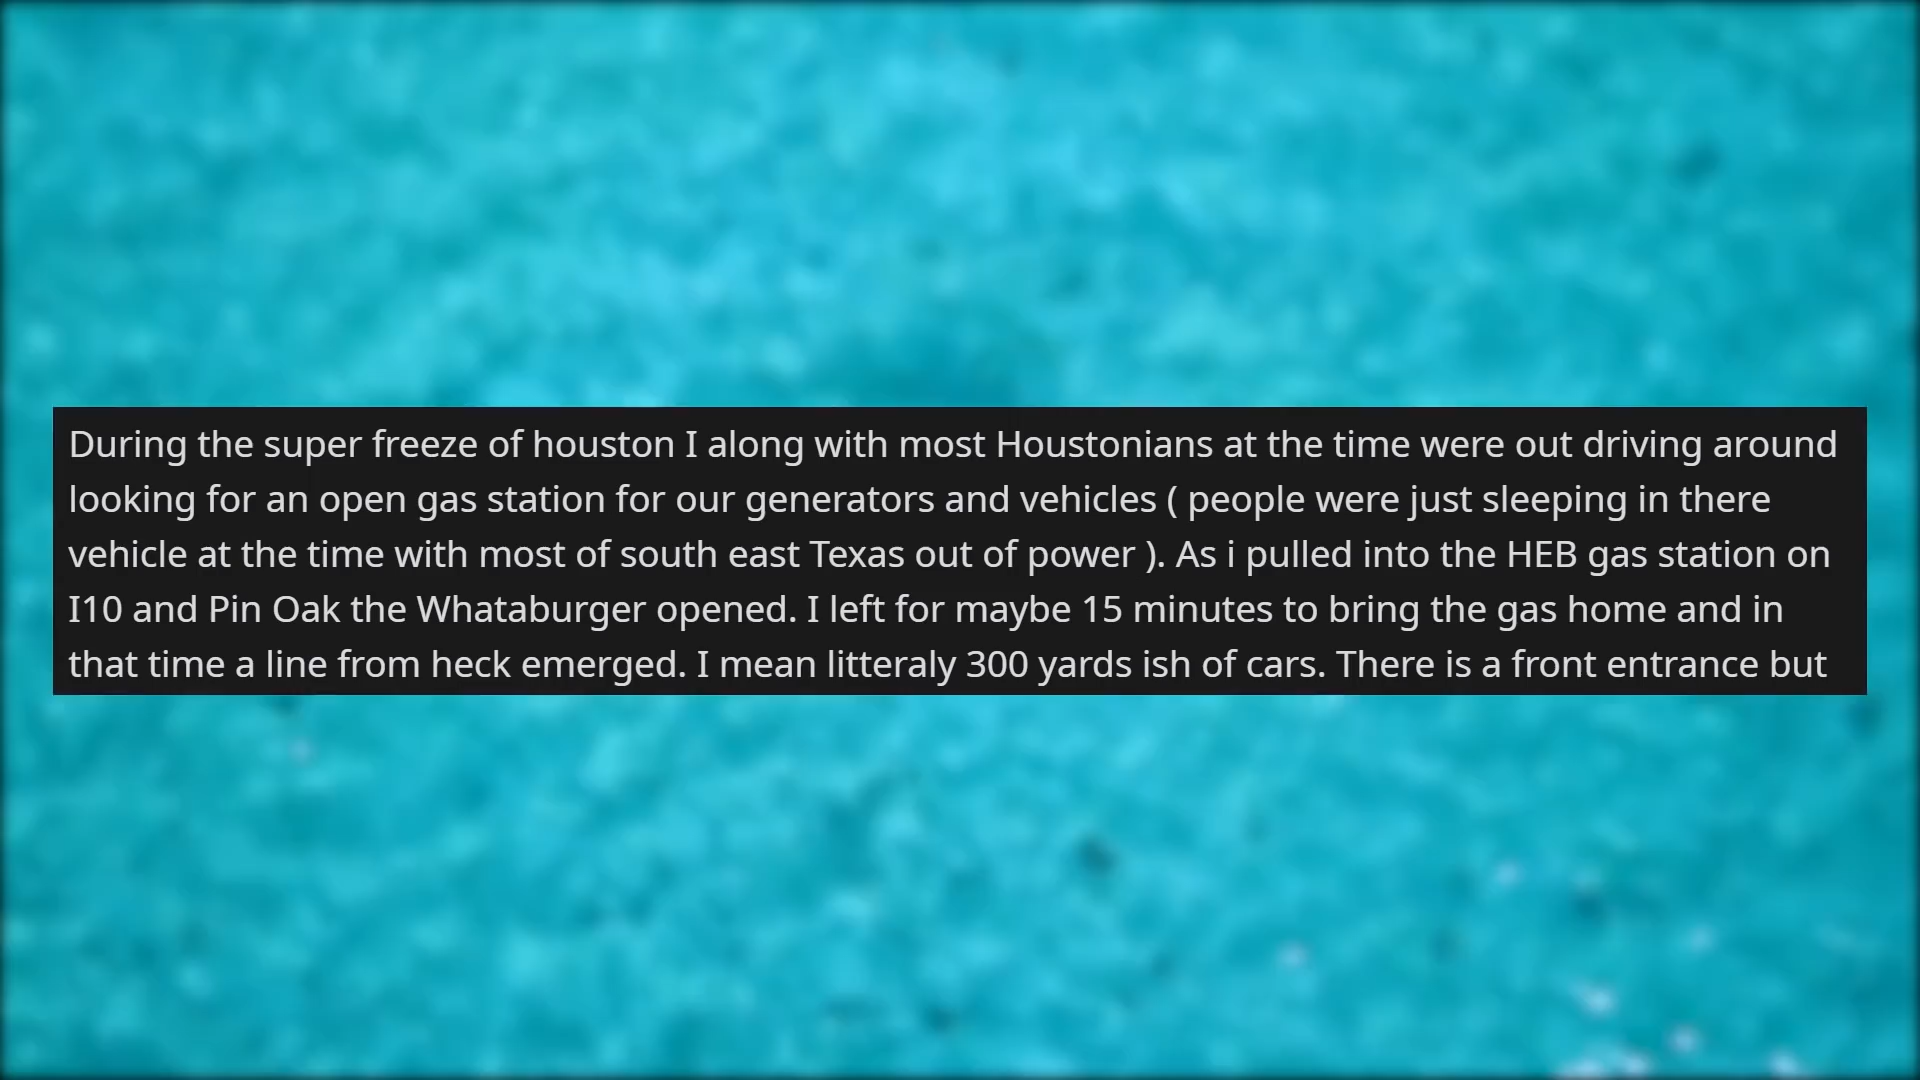 During the super freeze of houston I along with most Houstonians at the time were out driving around
looking for an open gas station for our generators and vehicles ( people were just sleeping in there
vehicle at the time with most of south east Texas out of power ). As i pulled into the HEB gas station on
I10 and Pin Oak the Whataburger opened. I left for maybe 15 minutes to bring the gas home and in
that time a line from heck emerged. I mean litteraly 300 yards ish of cars. There is a front entrance but